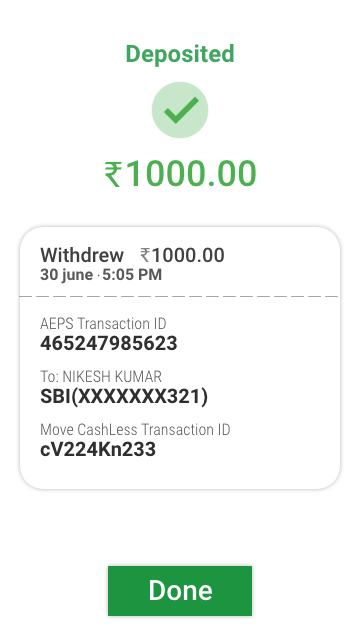 Deposited
₹1000.00
Withdrew ₹1000.00
30 june · 5:05 PM
AEPS Transaction ID
465247985623
To: NIKESH KUMAR
SBI(XXXXXXX321)
Move CashLess Transaction ID
cV224Kn233
Done